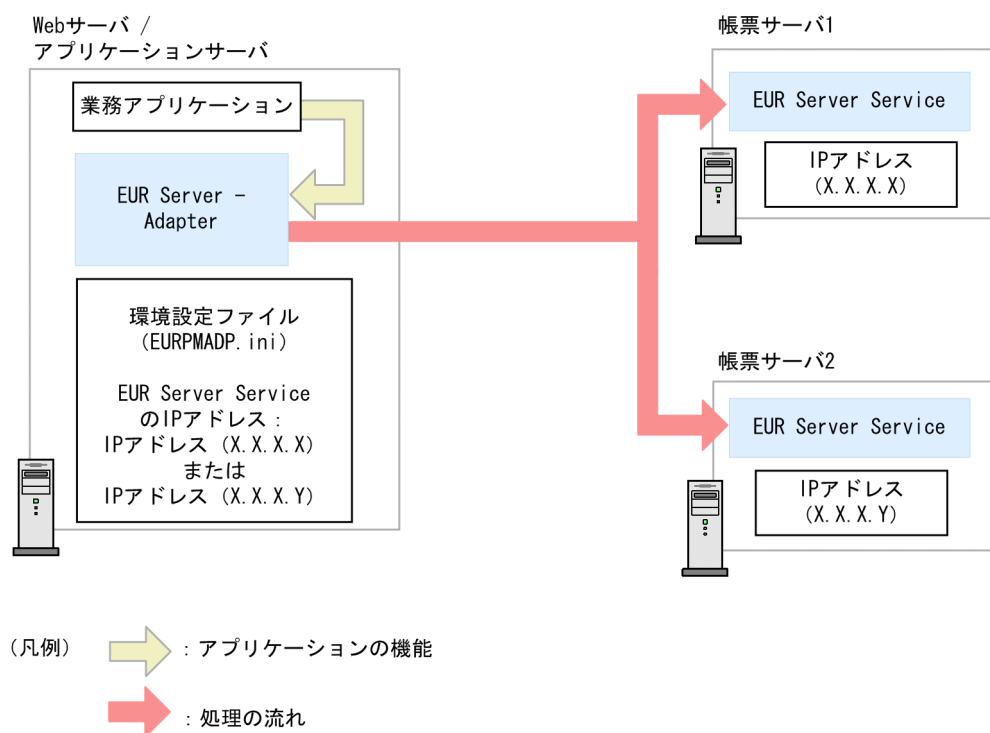 Webサーバ /
アプリケーションサーバ
業務アプリケーション
EUR Server －
Adapter
環境設定ファイル
(EURPMADP.ini)
EUR Server Service
のIPアドレス：
IPアドレス (X.X.X.X)
または
IPアドレス (X.X.X.Y)
帳票サーバ1
EUR Server Service
IPアドレス
(X.X.X.X)
帳票サーバ2
EUR Server Service
IPアドレス
(X.X.X.Y)
(凡例)
：アプリケーションの機能
：処理の流れ